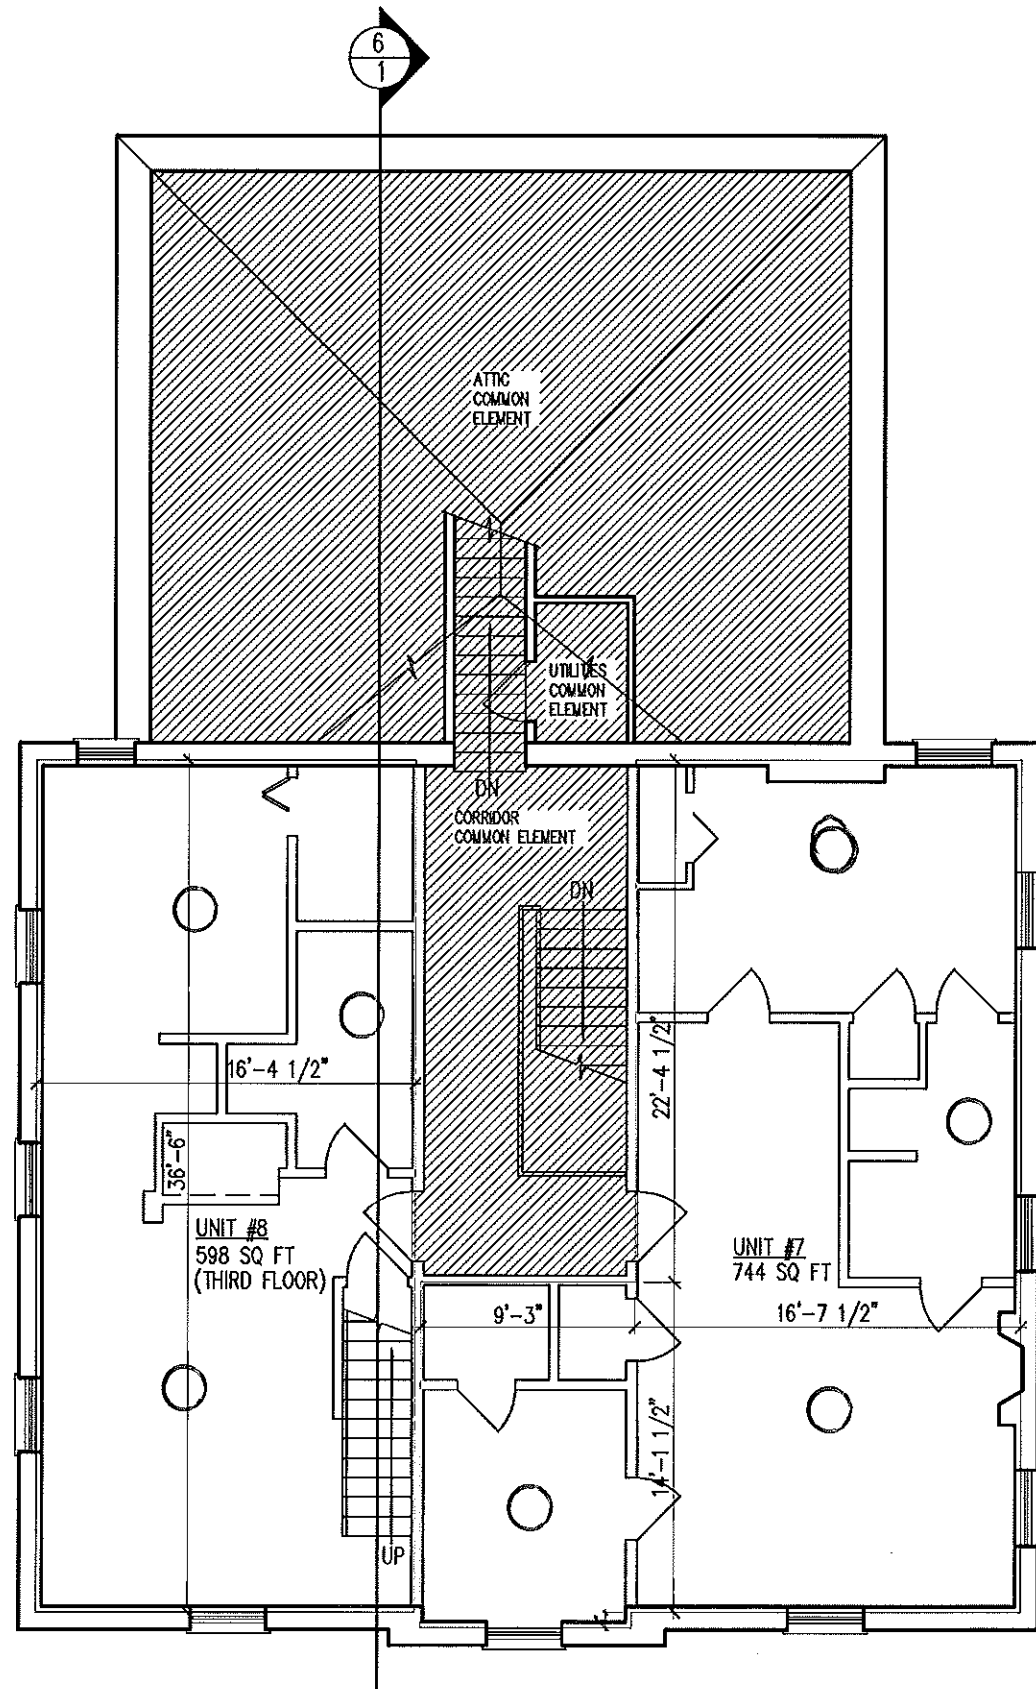 6
1
ATTIC
COMMON
ELEMENT
UTILITIES
COMMON
ELEMENT
DN
CORRIDOR
COMMON ELEMENT
DN
22'-4 1/2"
16'-4 1/2"
36'-6"
UNIT #8
598 SQ FT
(THIRD FLOOR)
UNIT #7
744 SQ FT
9'-3"
16'-7 1/2"
14'-1 1/2"
UP